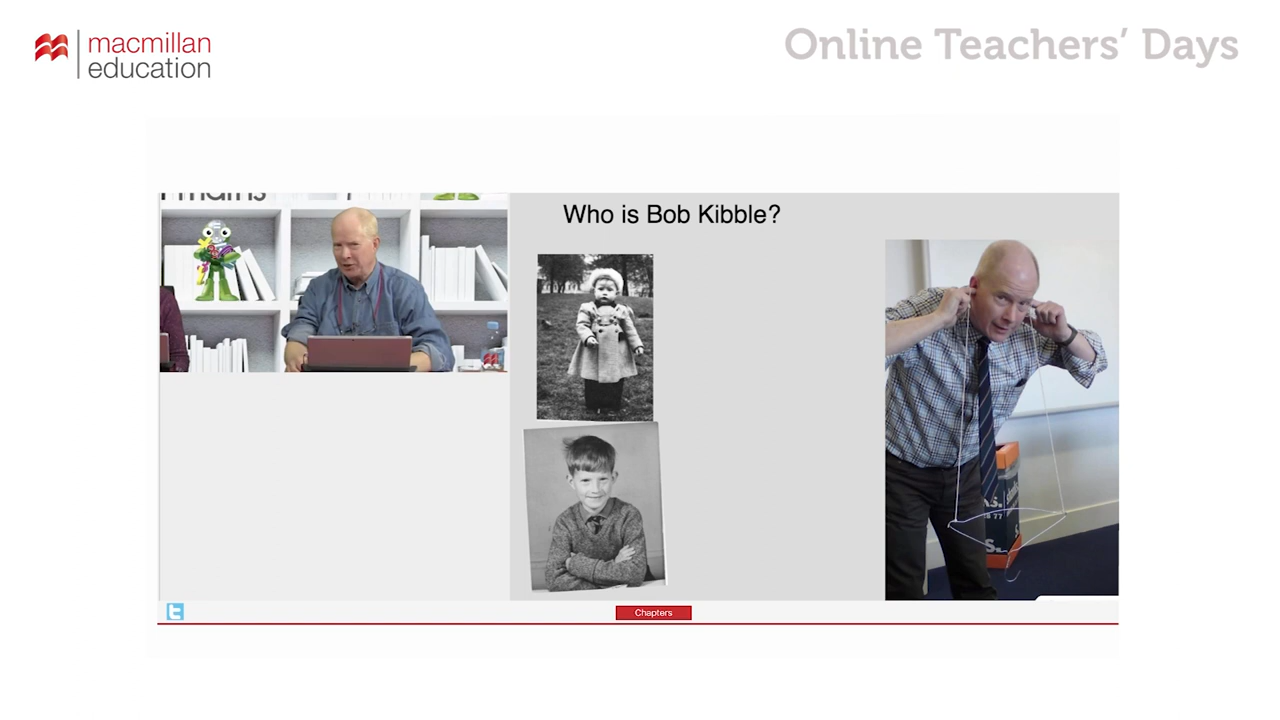 macmillan
education
Online Teachers' Days
Who is Bob Kibble?
Chapters